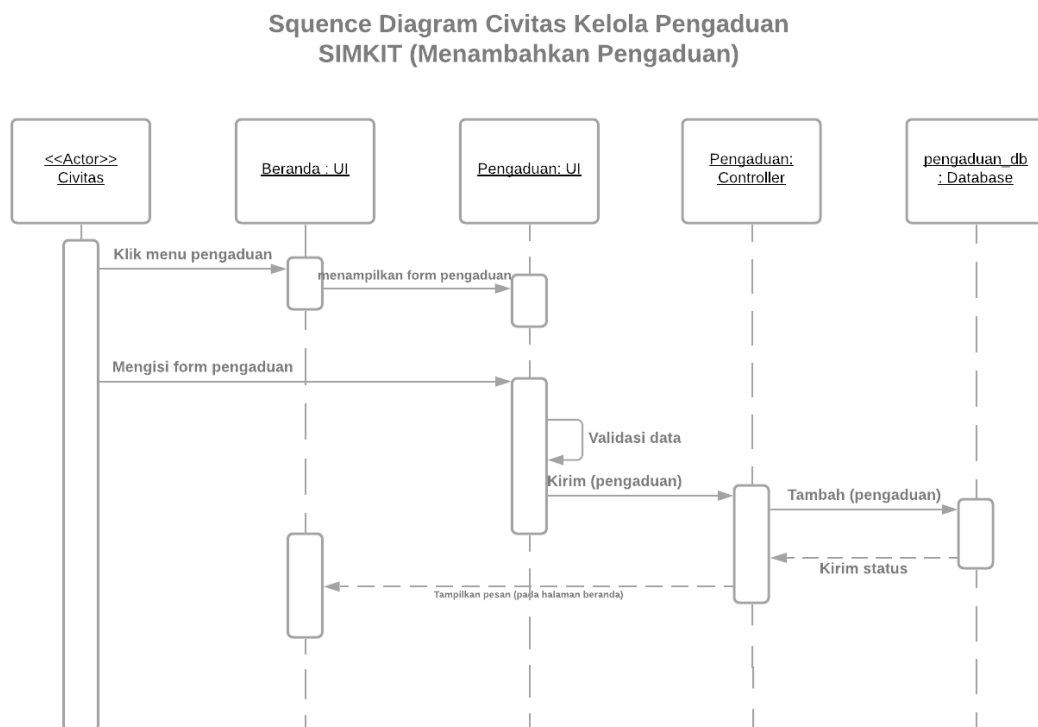 Squence Diagram Civitas Kelola Pengaduan
SIMKIT (Menambahkan Pengaduan)
<<Actor>>
Civitas
Beranda : UI
Pengaduan: UI
Pengaduan:
Controller
pengaduan_db
: Database
Klik menu pengaduan
menampilkan form pengaduan
Mengisi form pengaduan
Validasi data
Kirim (pengaduan)
Tambah (pengaduan)
Kirim status
Tampilkan pesan (pada halaman beranda)